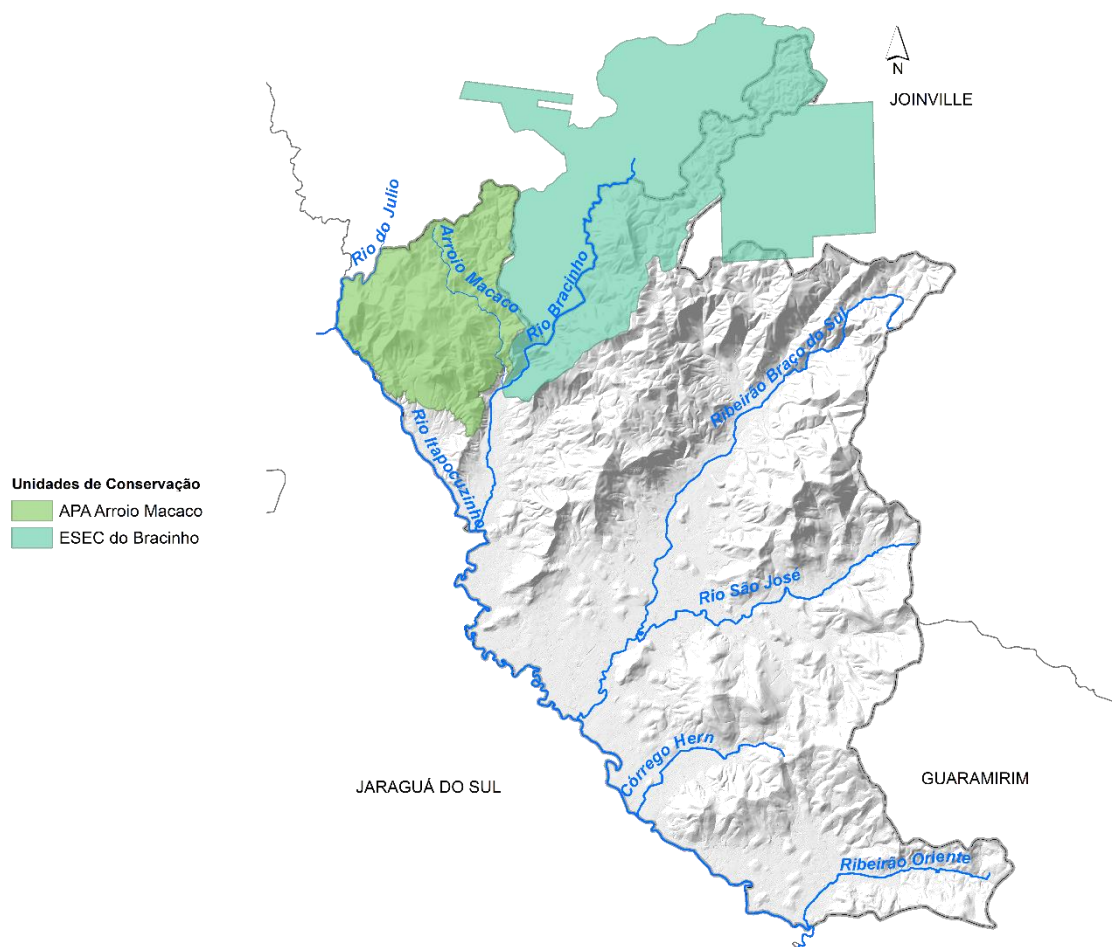 N
JOINVILLE
Rio do Julio
Arroio Macaco
Rio Bracinho
Ribeirão Braço do Sul
Rio Itapocuzinho
Unidades de Conservação
APA Arroio Macaco
ESEC do Bracinho
Rio São José
Córrego Hern
JARAGUÁ DO SUL
GUARAMIRIM
Ribeirão Oriente